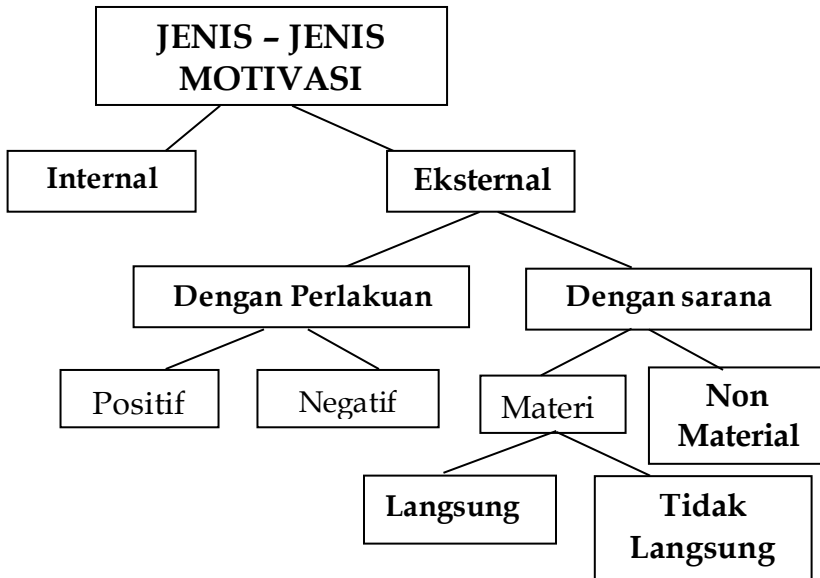 JENIS – JENIS
MOTIVASI
Internal
Eksternal
Dengan Perlakuan
Dengan sarana
Positif
Negatif
Materi
Non
Material
Langsung
Tidak
Langsung